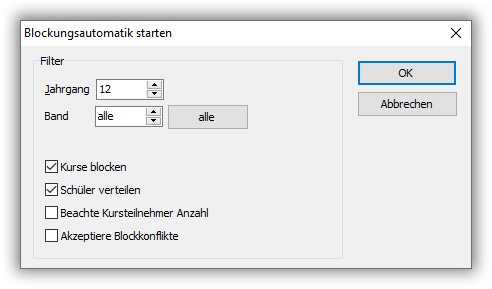 Blockungsautomatik starten
Filter
Jahrgang 12
Band alle alle
Kurse blocken
Schüler verteilen
Beachte Kursteilnehmer Anzahl
Akzeptiere Blockkonflikte
OK
Abbrechen